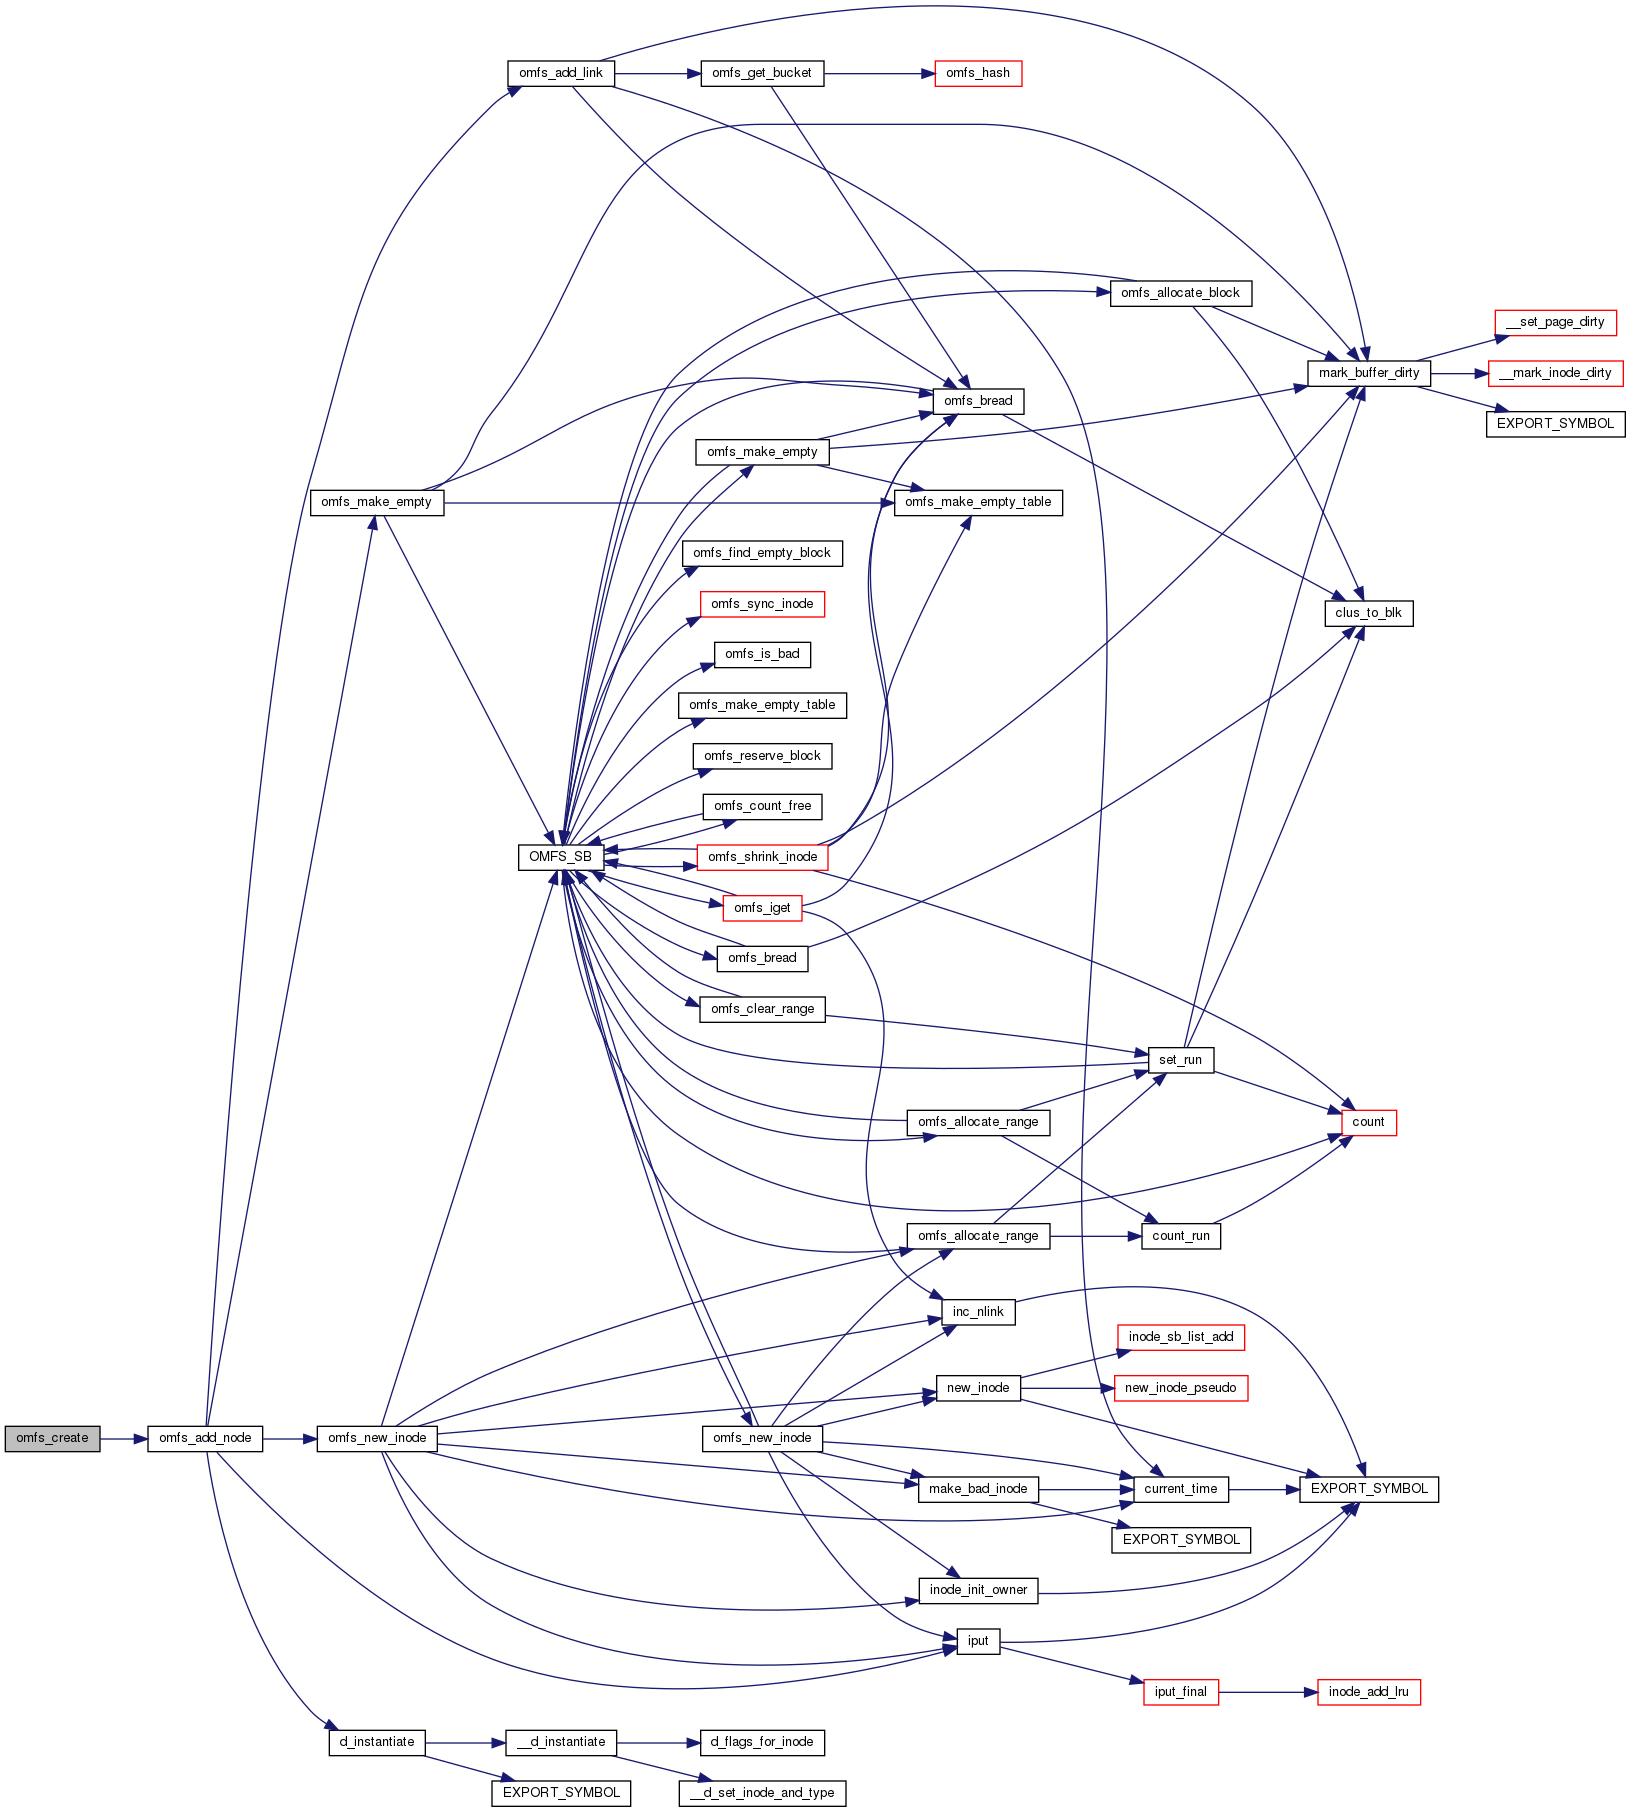 omfs_add_link
omfs_get_bucket
omfs_hash
omfs_allocate_block
__set_page_dirty
mark_buffer_dirty
__mark_inode_dirty
omfs_bread
EXPORT_SYMBOL
omfs_make_empty
omfs_make_empty
omfs_make_empty_table
omfs_find_empty_block
omfs_sync_inode
clus_to_blk
omfs_is_bad
omfs_make_empty_table
omfs_reserve_block
omfs_count_free
OMFS_SB
omfs_shrink_inode
omfs_iget
omfs_bread
omfs_clear_range
set_run
omfs_allocate_range
count
omfs_allocate_range
count_run
inc_nlink
inode_sb_list_add
new_inode
new_inode_pseudo
omfs_create
omfs_add_node
omfs_new_inode
omfs_new_inode
make_bad_inode
current_time
EXPORT_SYMBOL
EXPORT_SYMBOL
inode_init_owner
iput
iput_final
inode_add_lru
d_instantiate
__d_instantiate
d_flags_for_inode
EXPORT_SYMBOL
__d_set_inode_and_type